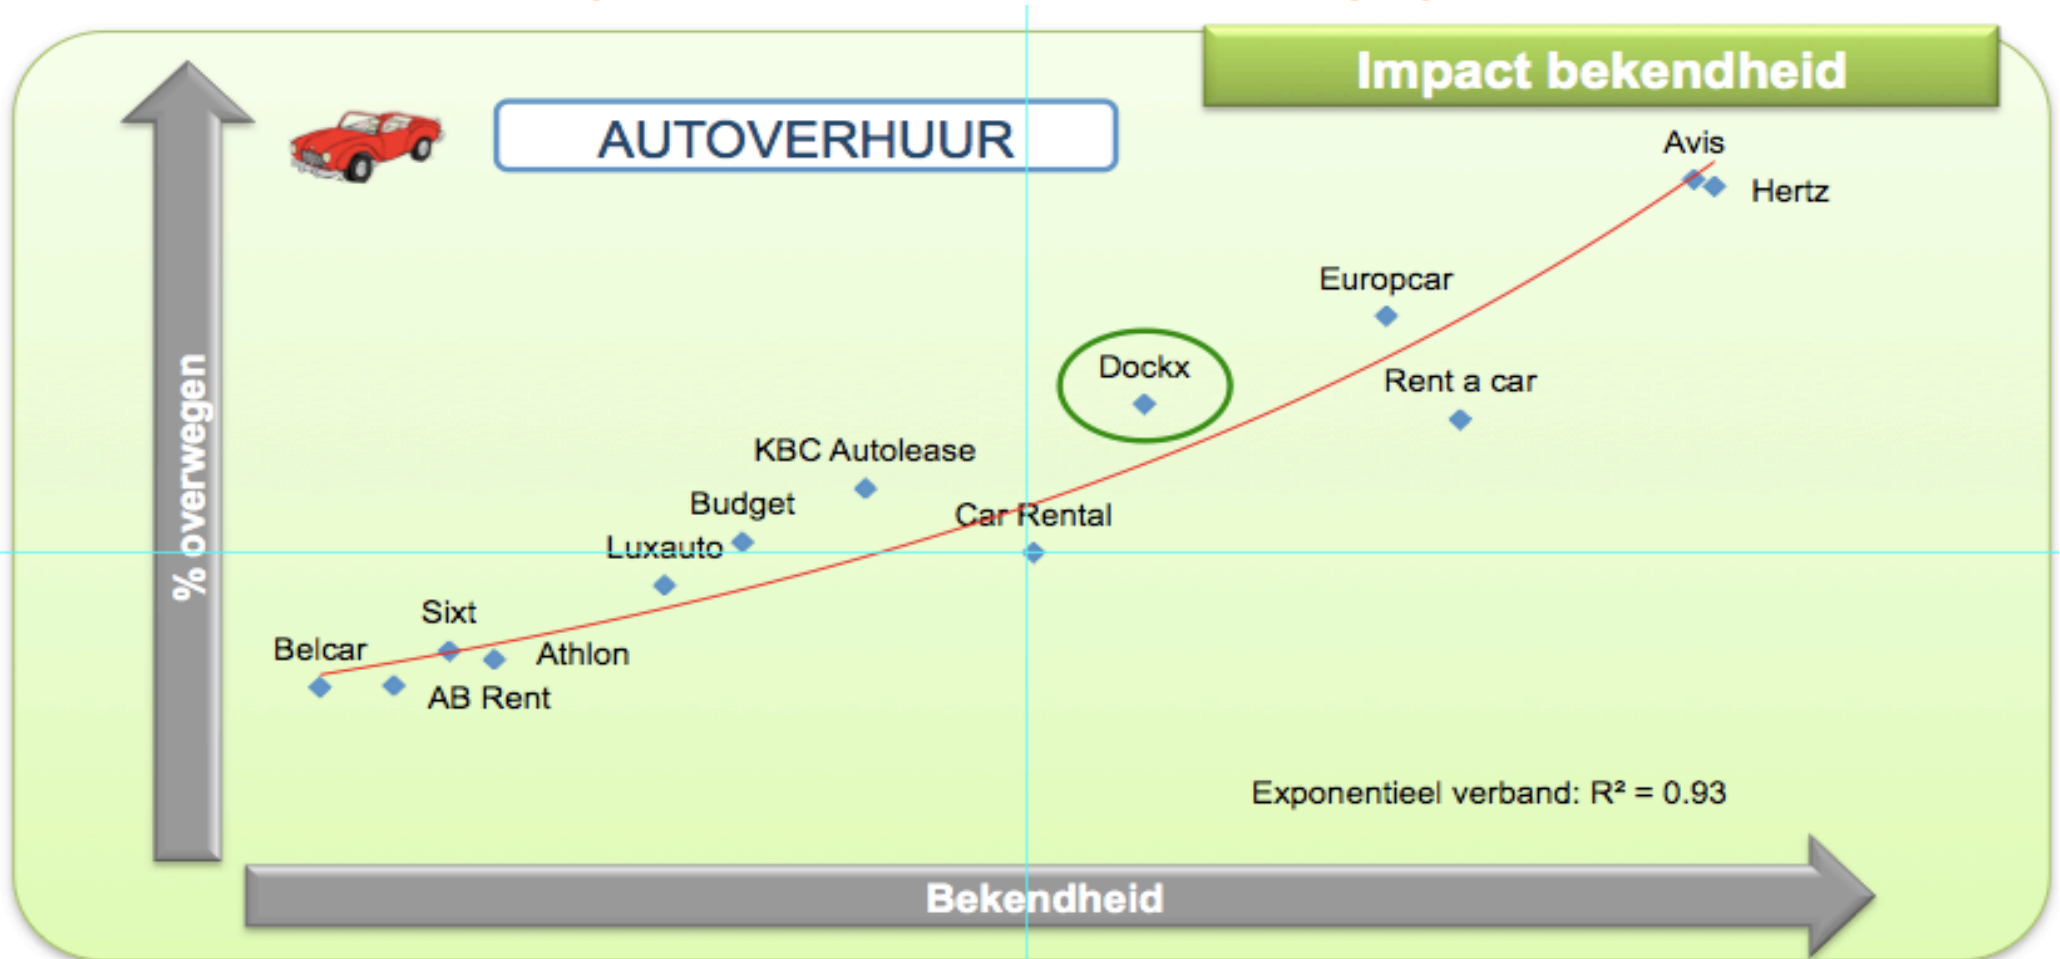 Impact bekendheid
AUTOVERHUUR
Avis
Hertz
Europcar
Dockx
Rent a car
KBC Autolease
Budget
Car Rental
Luxauto
Sixt
Belcar
Athlon
AB Rent
% overwegen
Exponentieel verband: R² = 0.93
Bekendheid